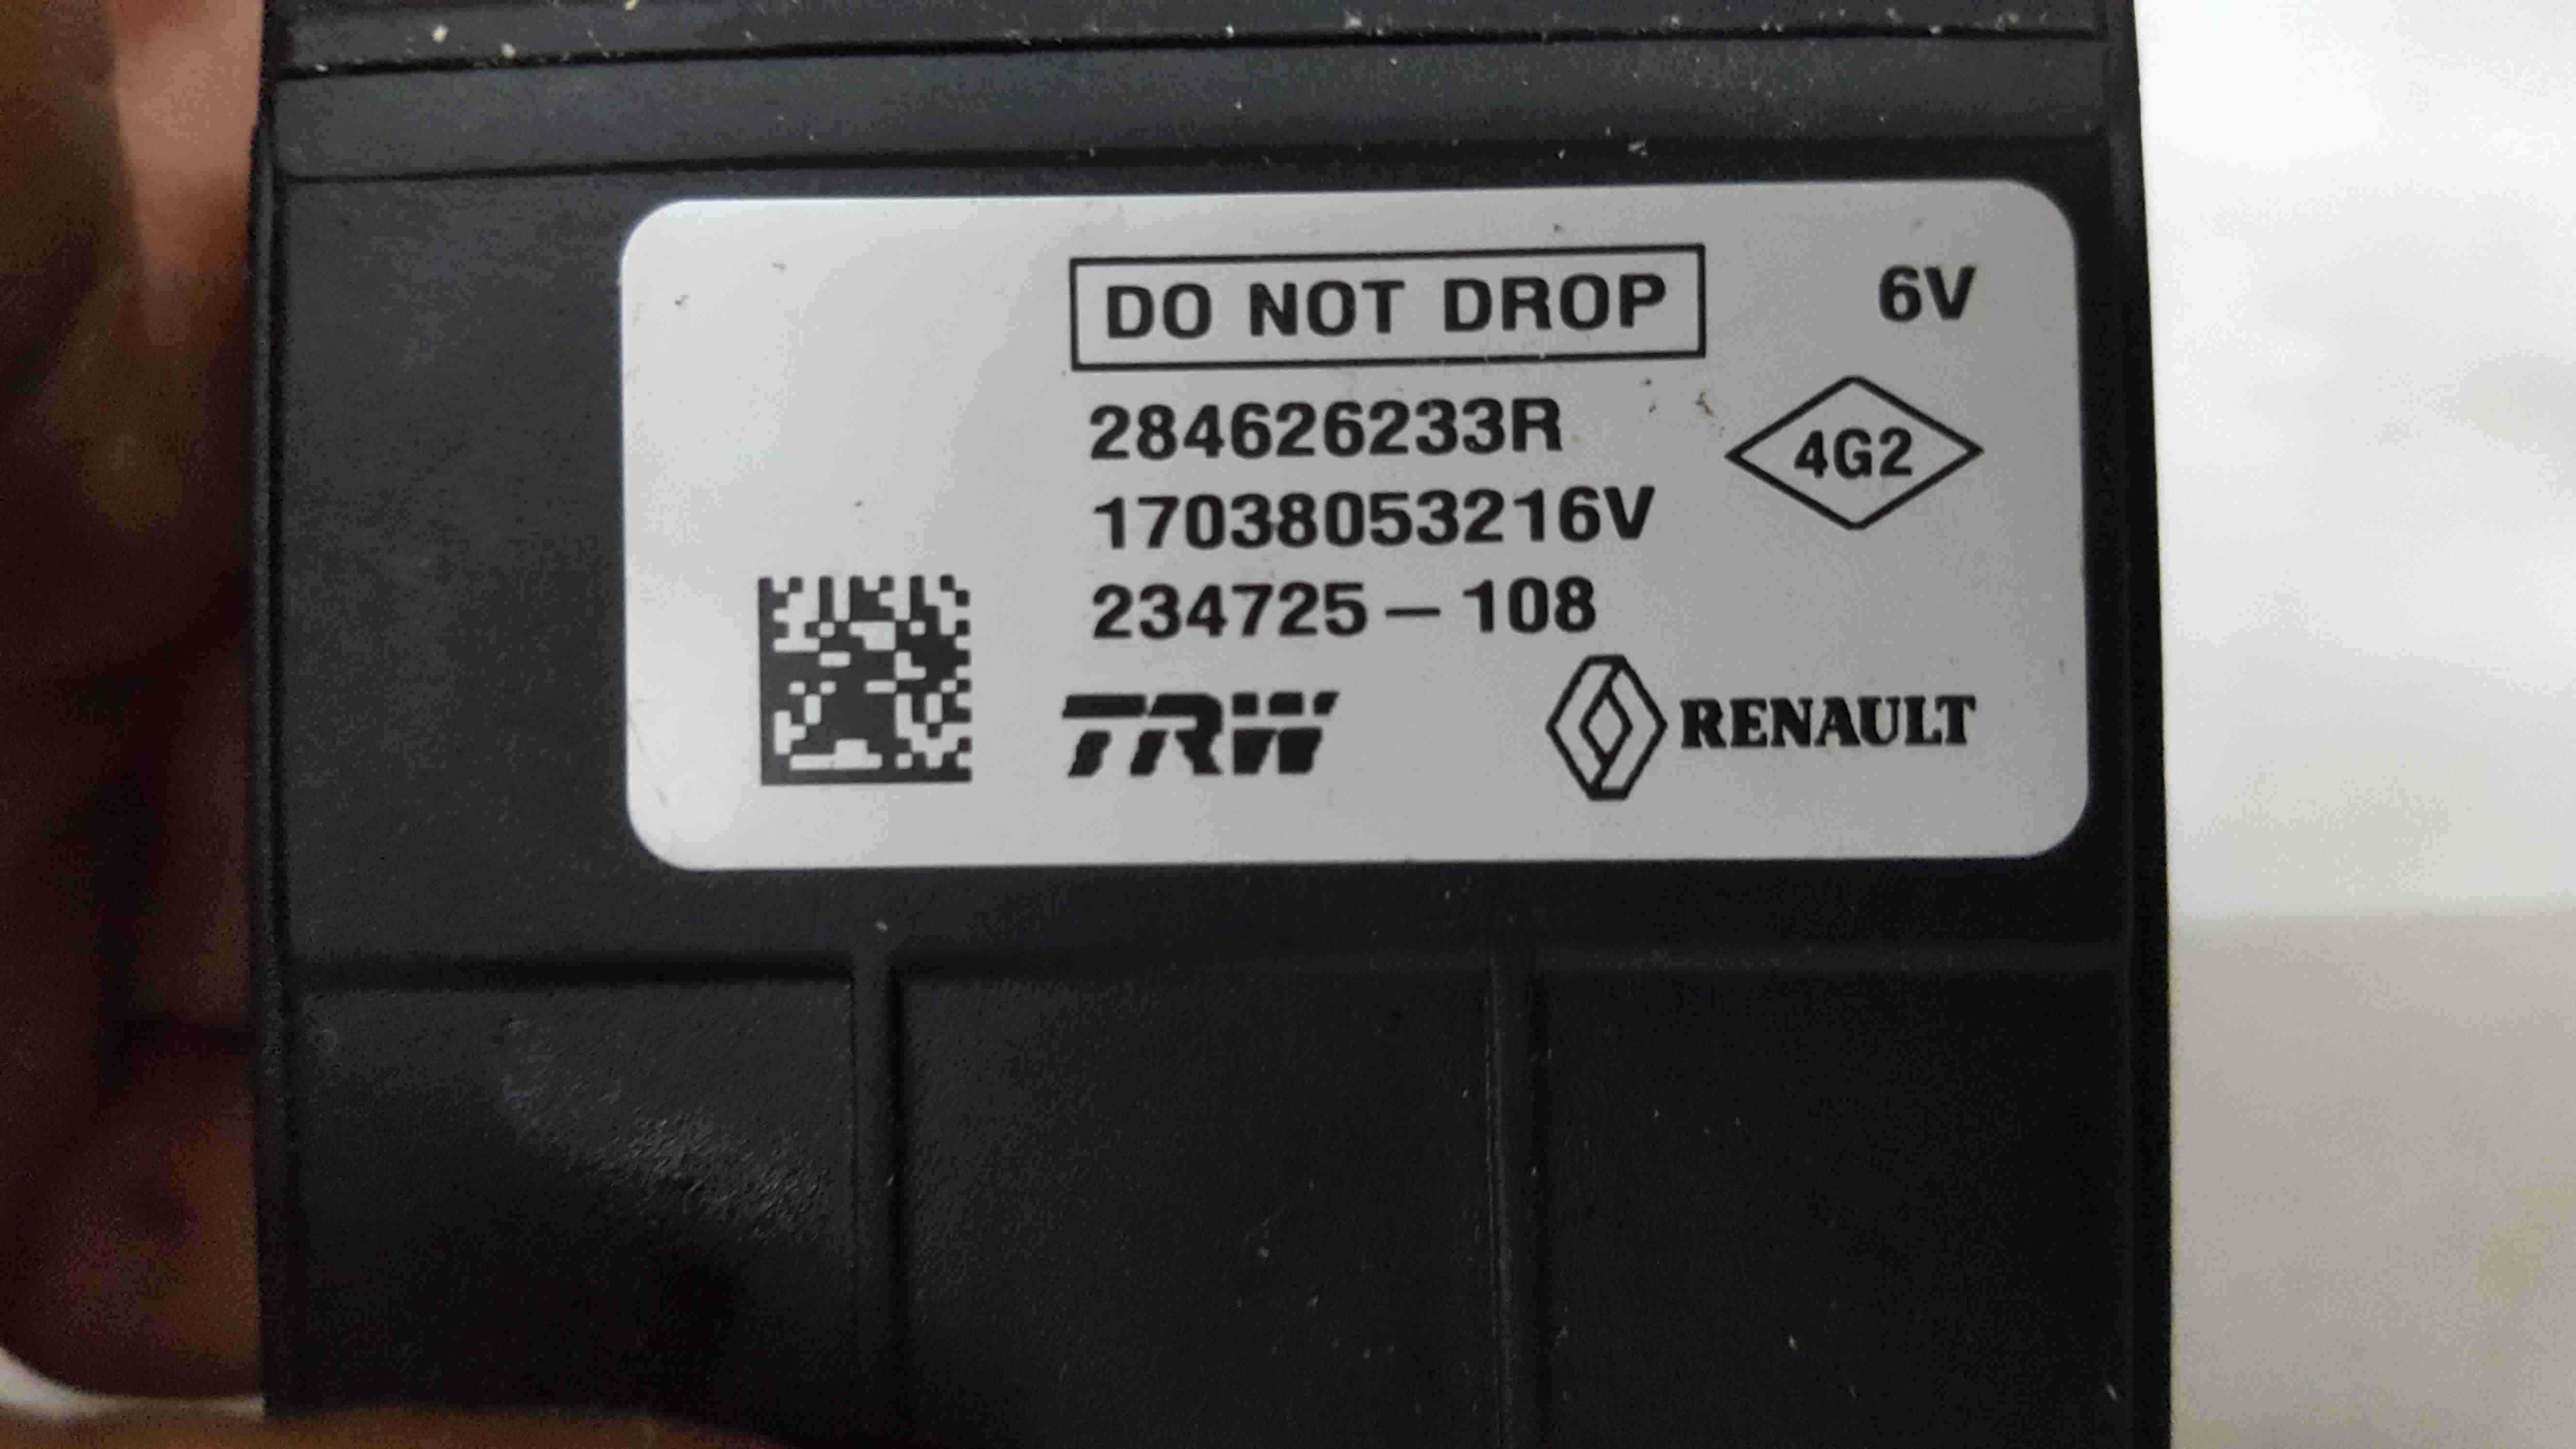 DO NOT DROP
6V
284626233R
4G2
17038053216V
234725-108
TRW
RENAULT